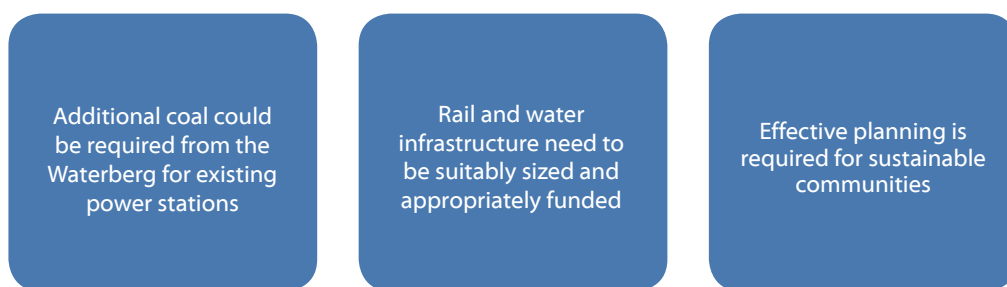 Additional coal could
be required from the
Waterberg for existing
power stations
Rail and water
infrastructure need to
be suitably sized and
appropriately funded
Effective planning is
required for sustainable
communities